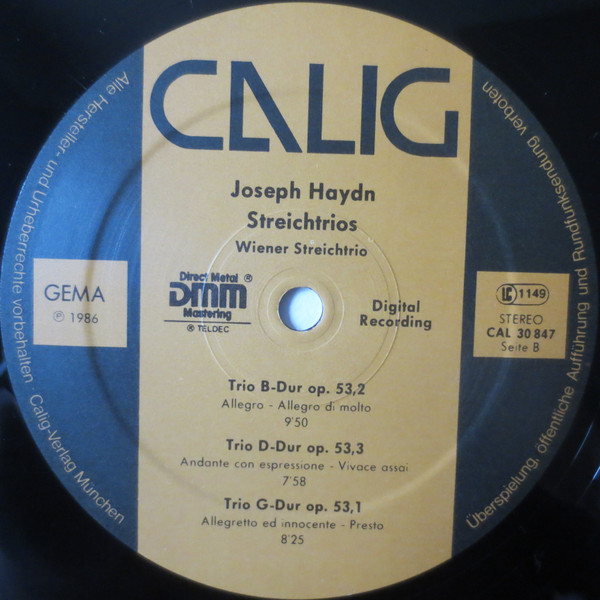 CALIG
Joseph Haydn
Streichtrios
Wiener Streichtrio
GEMA
℗ 1986
Direct Metal ®
DMM
Mastering
® TELDEC
Digital
Recording
LC 1149
STEREO
CAL 30 847
Seite B
Trio B-Dur op. 53,2
Allegro - Allegro di molto
9'50
Trio D-Dur op. 53,3
Andante con espressione - Vivace assai
7'58
Trio G-Dur op. 53,1
Allegretto ed innocente - Presto
8'25
Alle Hersteller- und Urheberrechte vorbehalten · Calig-Verlag München
Überspielung, öffentliche Aufführung und Rundfunksendung verboten